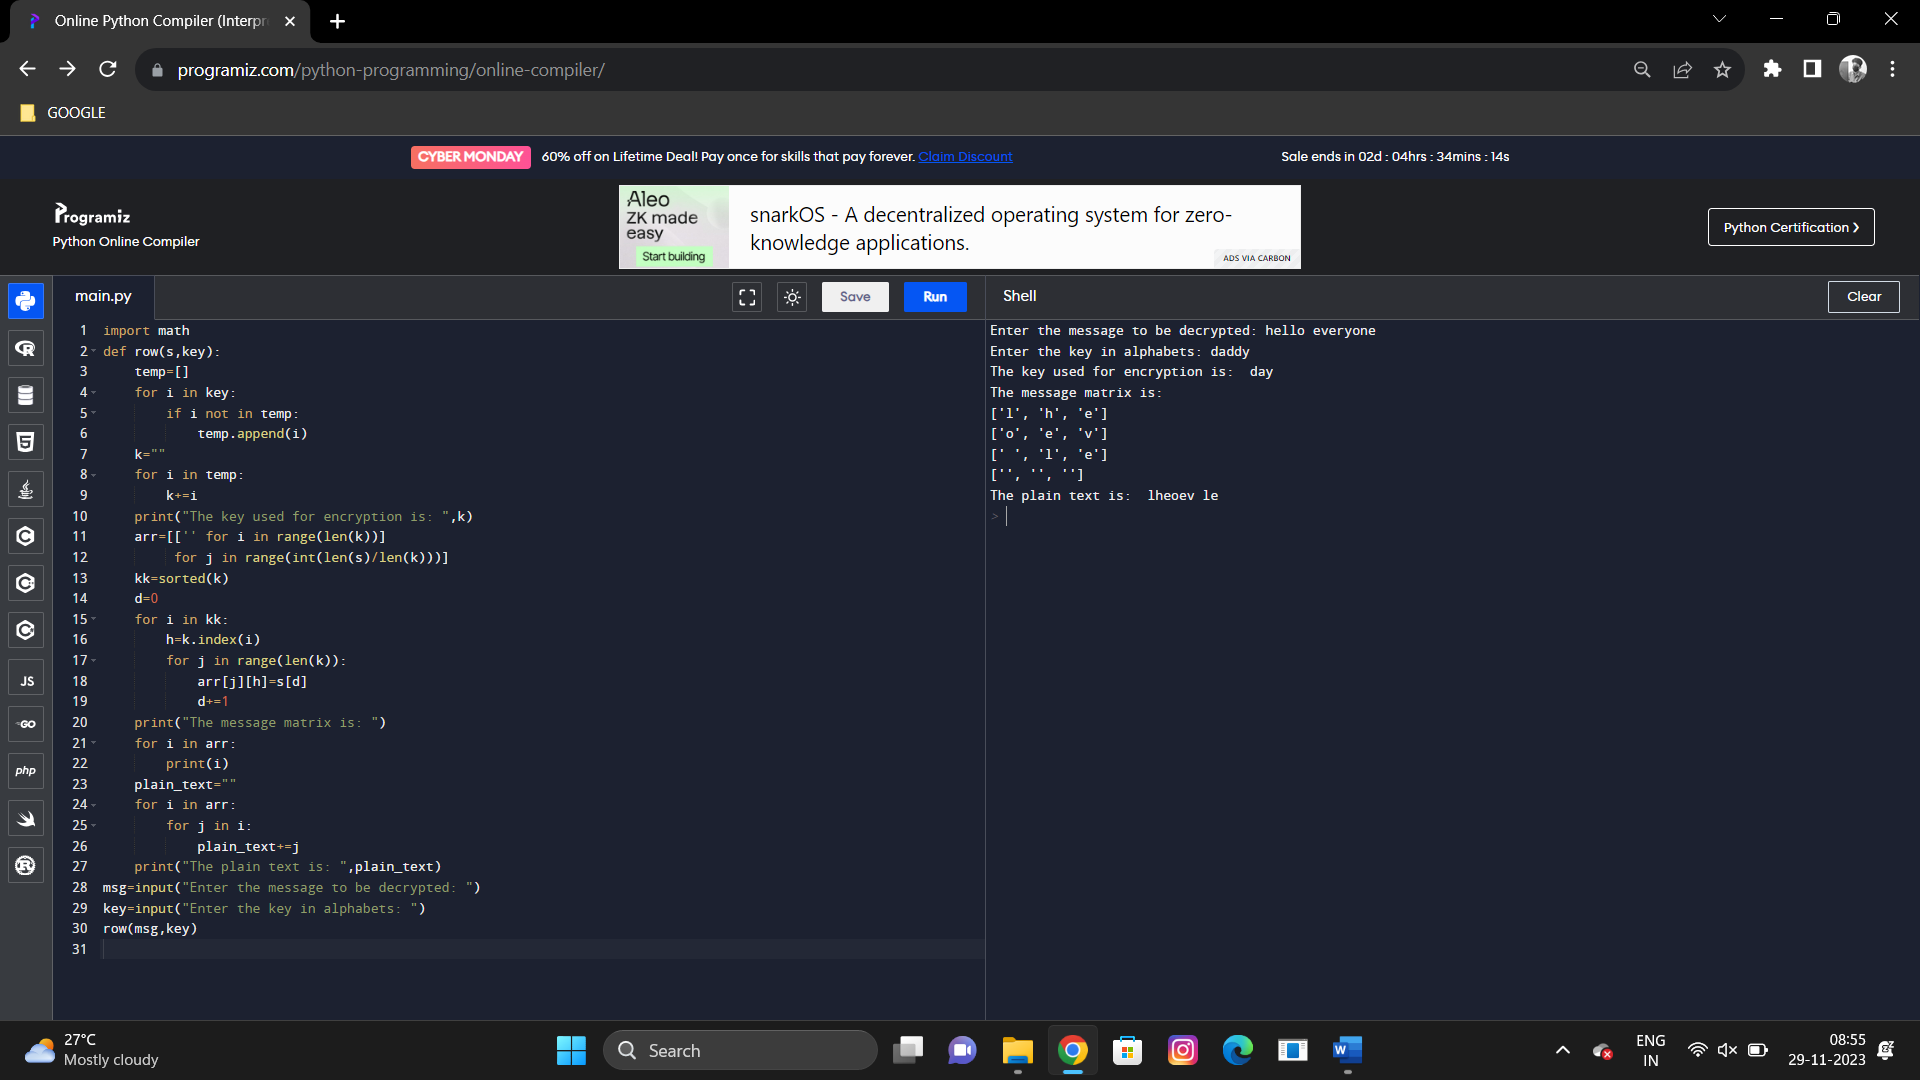 Online Python Compiler (Interpr
programiz.com/python-programming/online-compiler/
GOOGLE
CYBER MONDAY 60% off on Lifetime Deal! Pay once for skills that pay forever. Claim Discount Sale ends in 02d : 04hrs : 34mins : 14s
Programiz
Python Online Compiler
Aleo
ZK made
easy
Start building
snarkOS - A decentralized operating system for zero-
knowledge applications.
ADS VIA CARBON
Python Certification
main.py
Save
Run
Shell
Clear
JS
GO
php
1 import math
2 def row(s,key):
3     temp=[]
4     for i in key:
5         if i not in temp:
6             temp.append(i)
7     k=""
8     for i in temp:
9         k+=i
10     print("The key used for encryption is: ",k)
11     arr=[['' for i in range(len(k))]
12          for j in range(int(len(s)/len(k)))]
13     kk=sorted(k)
14     d=0
15     for i in kk:
16         h=k.index(i)
17         for j in range(len(k)):
18             arr[j][h]=s[d]
19             d+=1
20     print("The message matrix is: ")
21     for i in arr:
22         print(i)
23     plain_text=""
24     for i in arr:
25         for j in i:
26             plain_text+=j
27     print("The plain text is: ",plain_text)
28 msg=input("Enter the message to be decrypted: ")
29 key=input("Enter the key in alphabets: ")
30 row(msg,key)
31
Enter the message to be decrypted: hello everyone
Enter the key in alphabets: daddy
The key used for encryption is:  day
The message matrix is:
['l', 'h', 'e']
['o', 'e', 'v']
[' ', 'l', 'e']
['', '', '']
The plain text is:  lheoev le
>
27°C
Mostly cloudy
Search
ENG
IN
08:55
29-11-2023